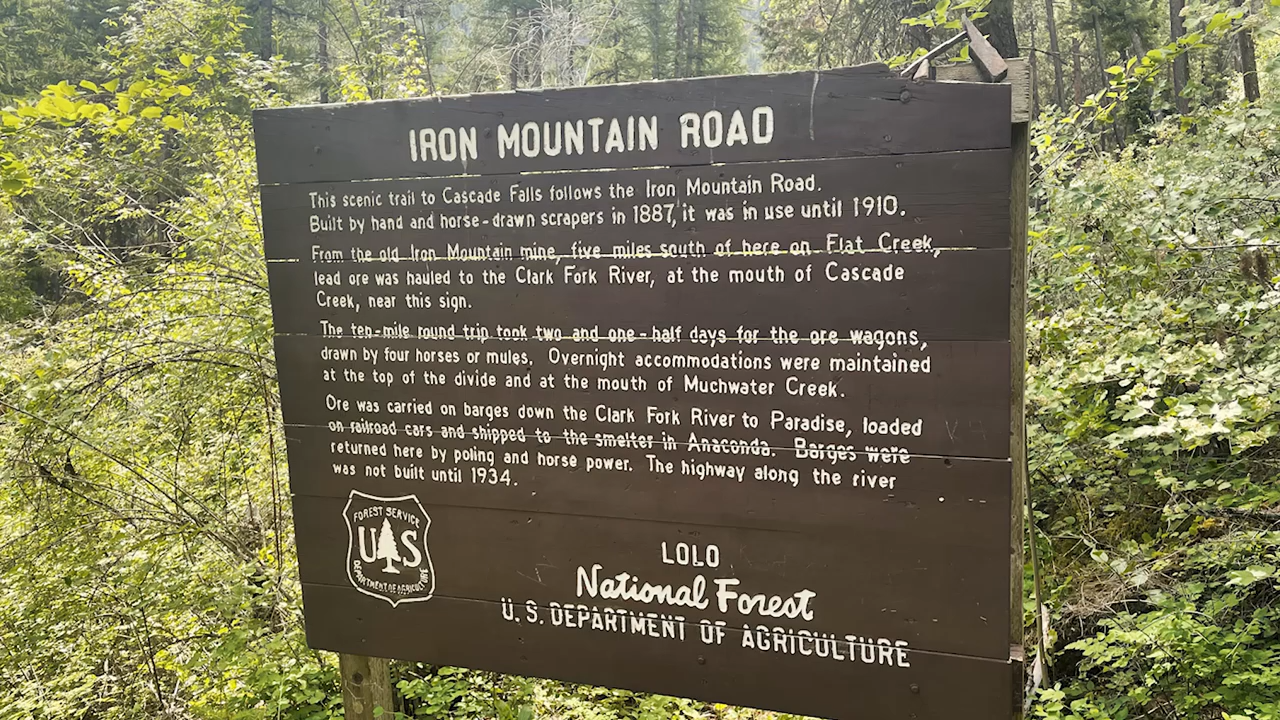 IRON MOUNTAIN ROAD
This scenic trail to Cascade Falls follows the Iron Mountain Road.
Built by hand and horse-drawn scrapers in 1887, it was in use until 1910.
From the old Iron Mountain mine, five miles south of here on Flat Creek,
lead ore was hauled to the Clark Fork River, at the mouth of Cascade
Creek, near this sign.
The ten-mile round trip took two and one-half days for the ore wagons,
drawn by four horses or mules. Overnight accommodations were maintained
at the top of the divide and at the mouth of Muchwater Creek.
Ore was carried on barges down the Clark Fork River to Paradise, loaded
on railroad cars and shipped to the smelter in Anaconda. Barges were
returned here by poling and horse power. The highway along the river
was not built until 1934.
FOREST SERVICE
U S
DEPARTMENT OF AGRICULTURE
LOLO
National Forest
U. S. DEPARTMENT OF AGRICULTURE